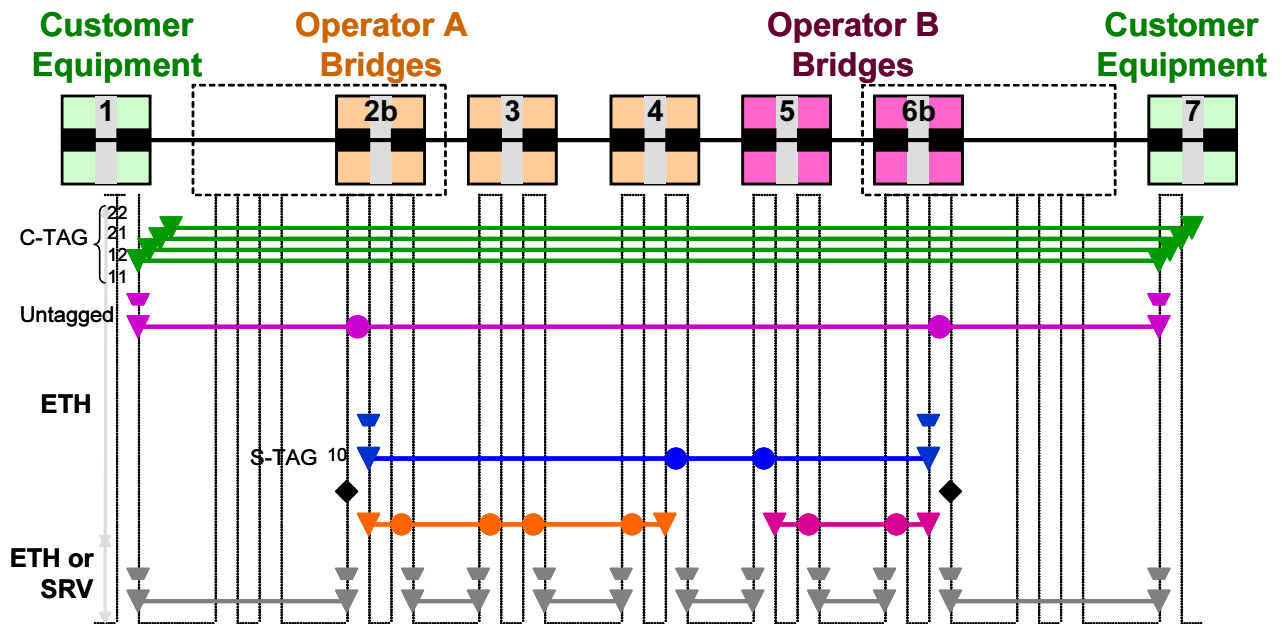 Customer Equipment
Operator A Bridges
Operator B Bridges
Customer Equipment
1
2b
3
4
5
6b
7
22
21
C-TAG
12
11
Untagged
ETH
S-TAG 10
ETH or
SRV